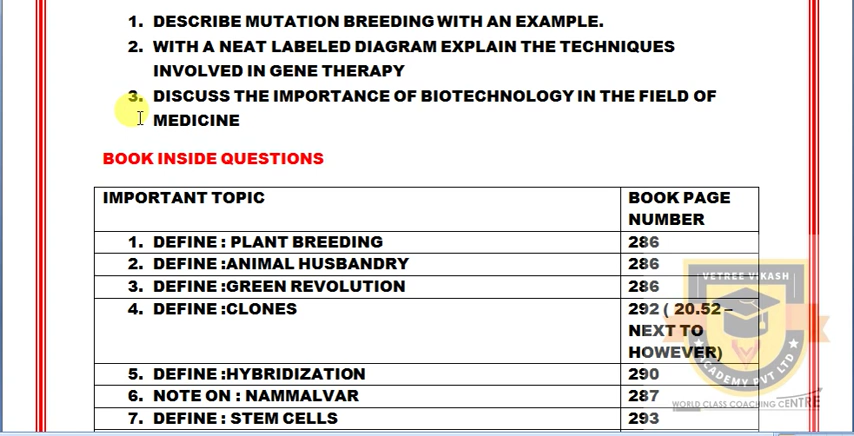 1. DESCRIBE MUTATION BREEDING WITH AN EXAMPLE.
2. WITH A NEAT LABELED DIAGRAM EXPLAIN THE TECHNIQUES
INVOLVED IN GENE THERAPY
3. DISCUSS THE IMPORTANCE OF BIOTECHNOLOGY IN THE FIELD OF
MEDICINE
BOOK INSIDE QUESTIONS
IMPORTANT TOPIC
BOOK PAGE
NUMBER
1. DEFINE : PLANT BREEDING
286
2. DEFINE :ANIMAL HUSBANDRY
286
3. DEFINE :GREEN REVOLUTION
286
4. DEFINE :CLONES
292 ( 20.52 –
NEXT TO
HOWEVER)
5. DEFINE :HYBRIDIZATION
290
6. NOTE ON : NAMMALVAR
287
7. DEFINE : STEM CELLS
293
VETREE VIKASH
ACADEMY PVT LTD
WORLD CLASS COACHING CENTRE